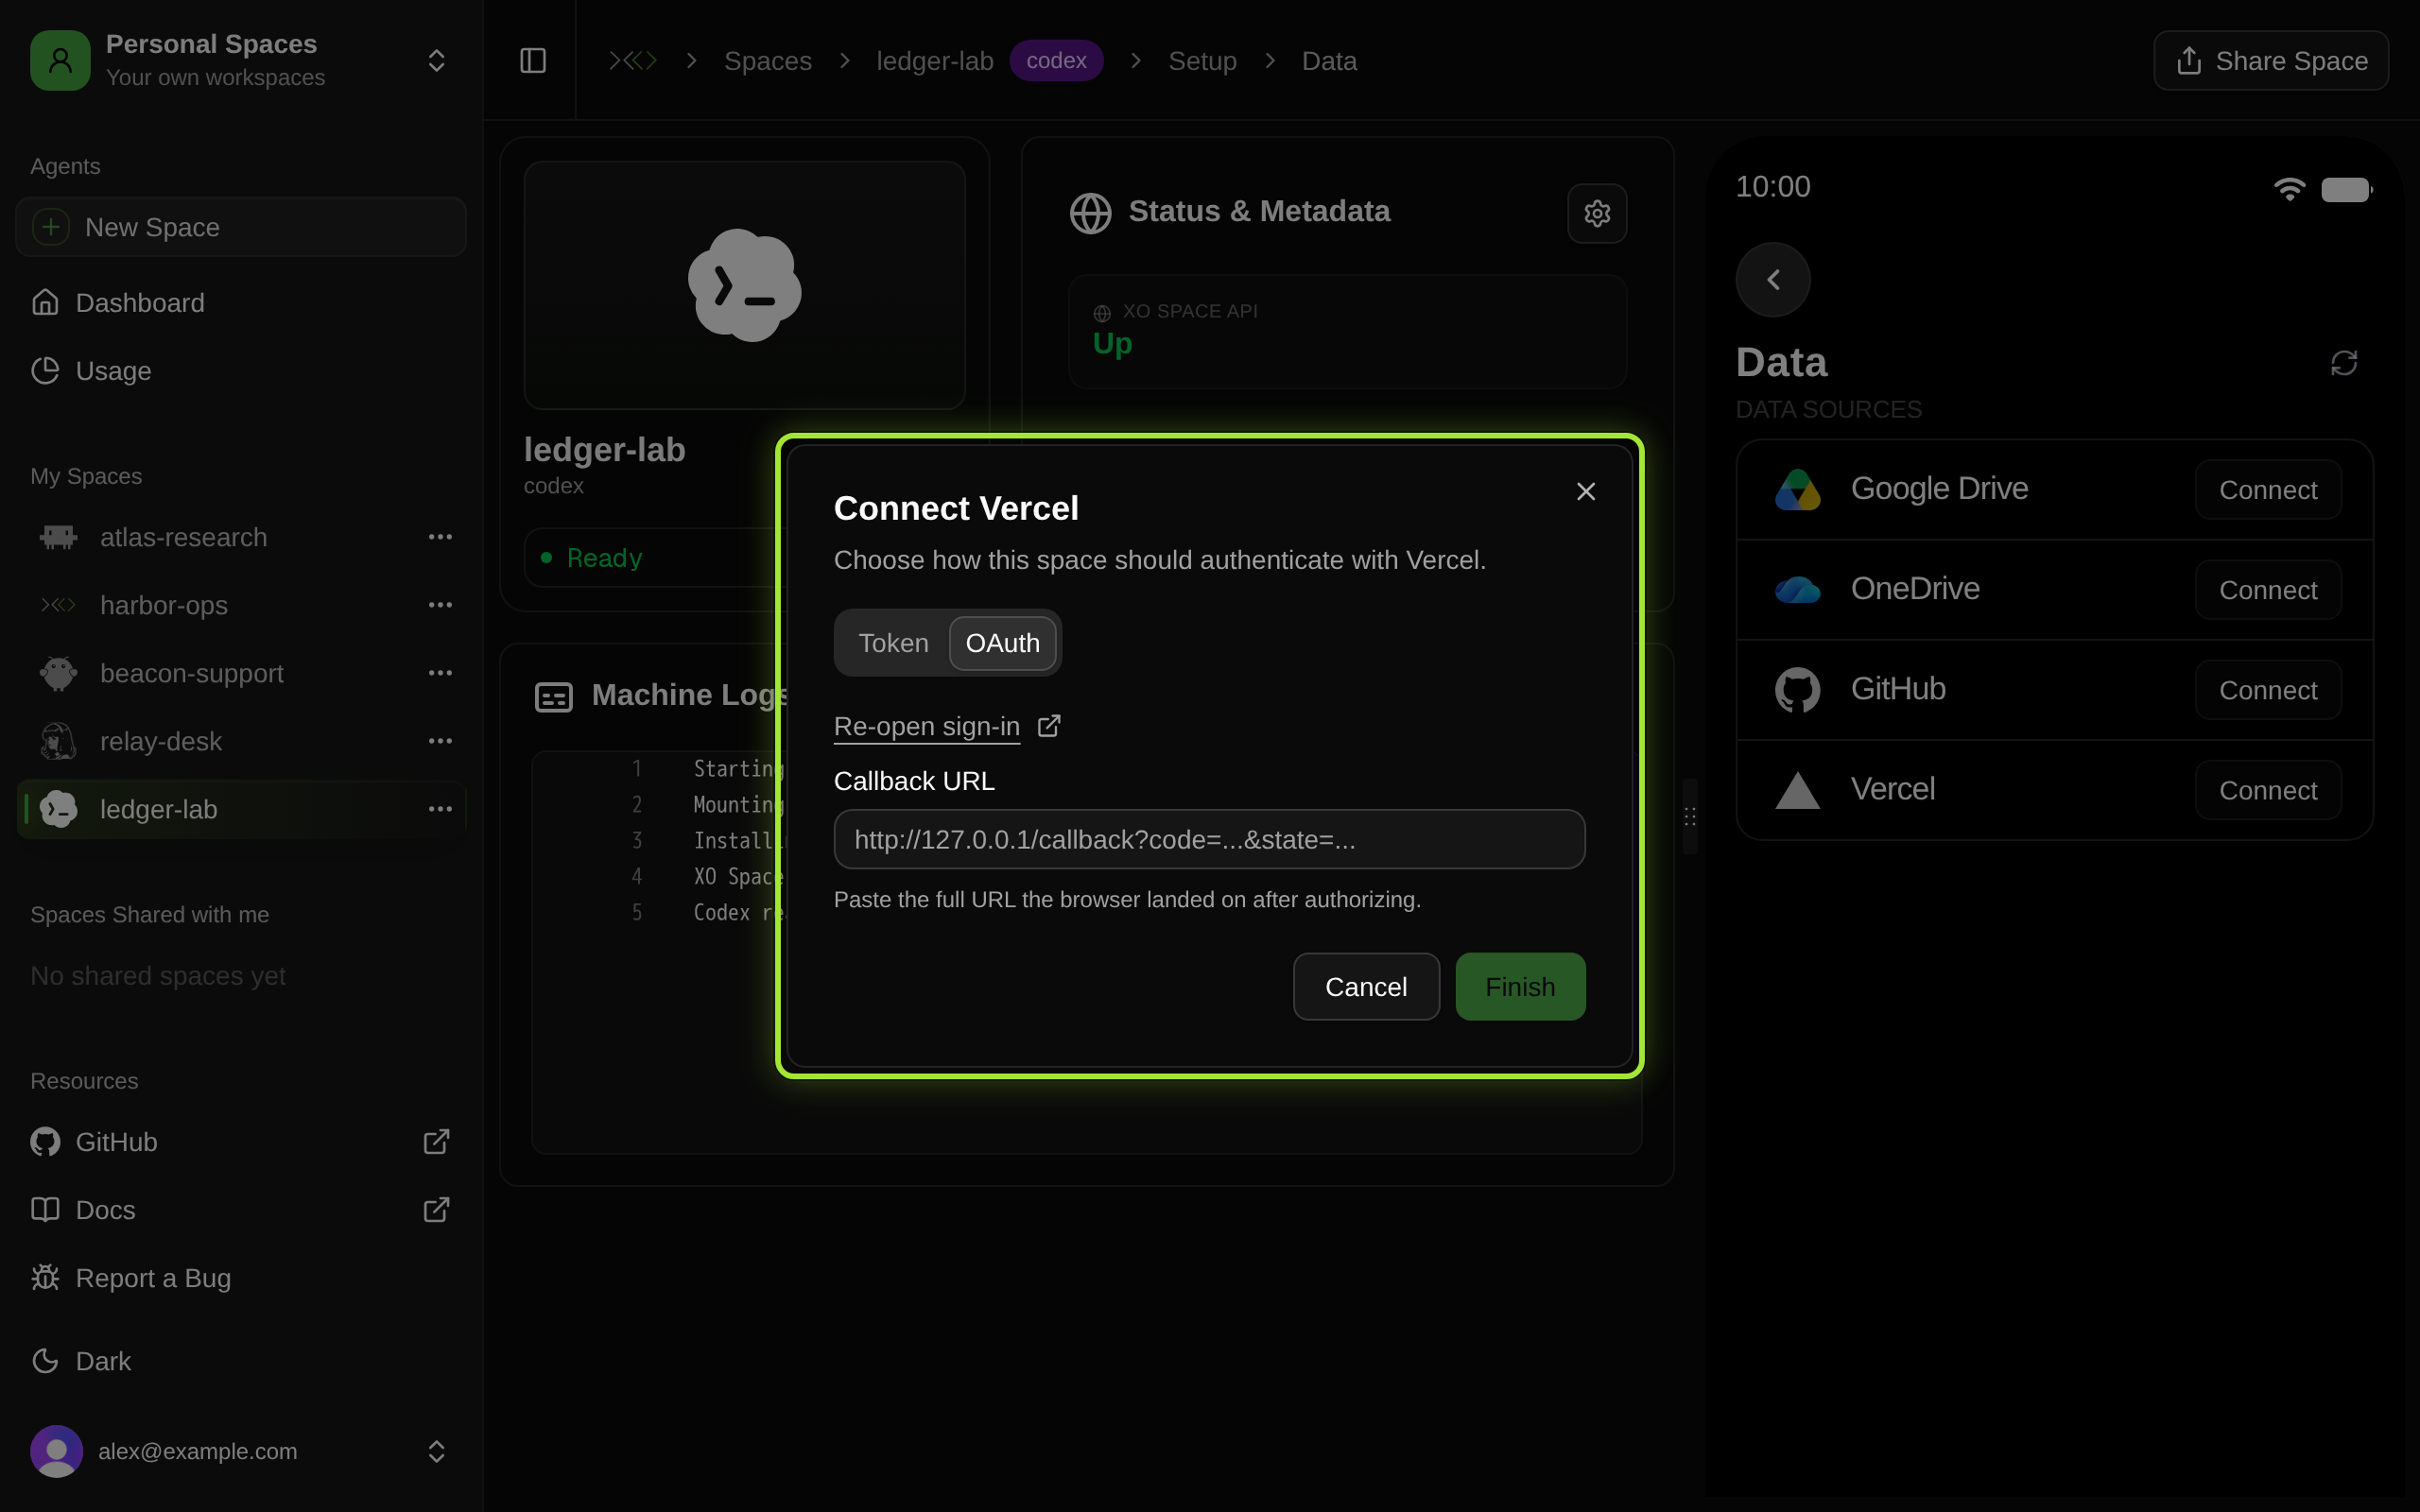 Personal Spaces
Your own workspaces
Agents
New Space
Dashboard
Usage
My Spaces
atlas-research
harbor-ops
beacon-support
relay-desk
ledger-lab
Spaces Shared with me
No shared spaces yet
Resources
GitHub
Docs
Report a Bug
Dark
alex@example.com
Spaces
ledger-lab codex
Setup
Data
Share Space
ledger-lab
codex
Ready
Status & Metadata
XO SPACE API
Up
Machine Logs
1 Starting
2 Mounting
3
4 XO Space
5 Codex
Connect Vercel
Choose how this space should authenticate with Vercel.
Token OAuth
Re-open sign-in
Callback URL
http://127.0.0.1/callback?code=...&state=...
Paste the full URL the browser landed on after authorizing.
Cancel Finish
10:00
Data
DATA SOURCES
Google Drive Connect
OneDrive Connect
GitHub Connect
Vercel Connect